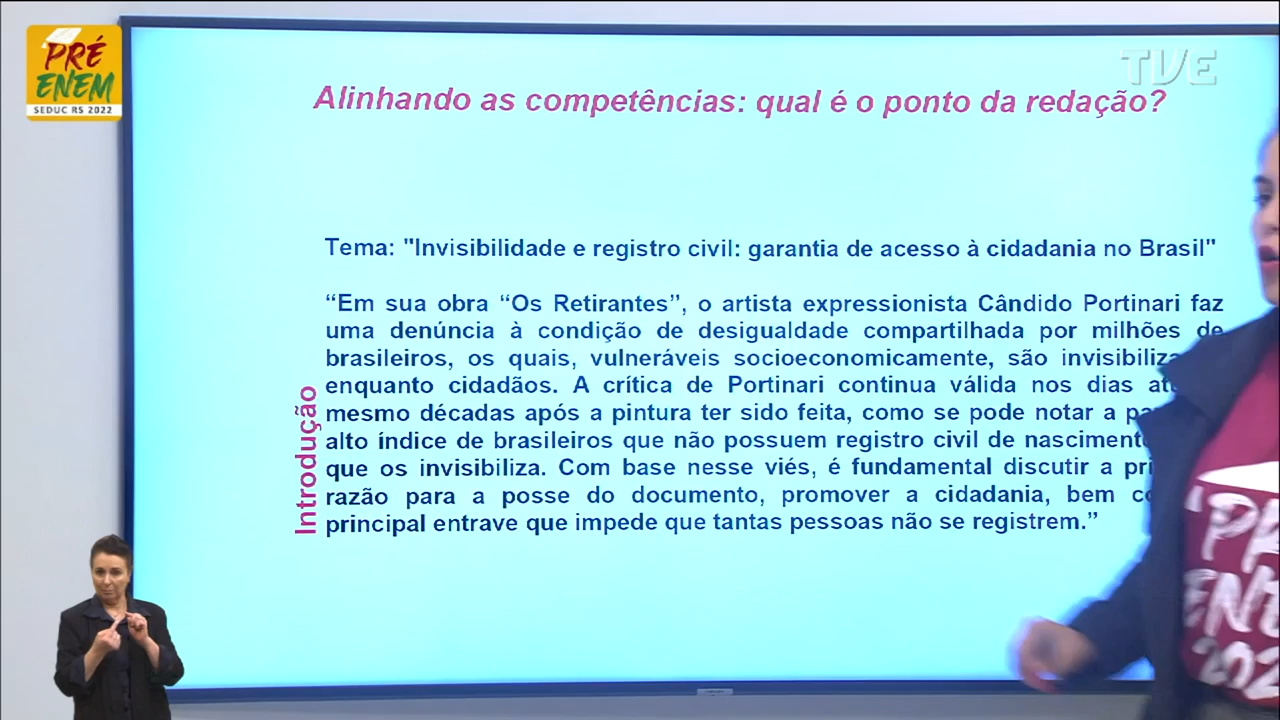 PRÉ
ENEM
SEDUC RS 2022
TVE
Alinhando as competências: qual é o ponto da redação?
Tema: "Invisibilidade e registro civil: garantia de acesso à cidadania no Brasil"
“Em sua obra “Os Retirantes”, o artista expressionista Cândido Portinari faz
uma denúncia à condição de desigualdade compartilhada por milhões de
brasileiros, os quais, vulneráveis socioeconomicamente, são
enquanto cidadãos. A crítica de Portinari continua válida nos dias
mesmo décadas após a pintura ter sido feita, como se pode notar a
alto índice de brasileiros que não possuem registro civil de
que os invisibiliza. Com base nesse viés, é fundamental discutir a
razão para a posse do documento, promover a cidadania, bem
principal entrave que impede que tantas pessoas não se registrem.”
Introdução